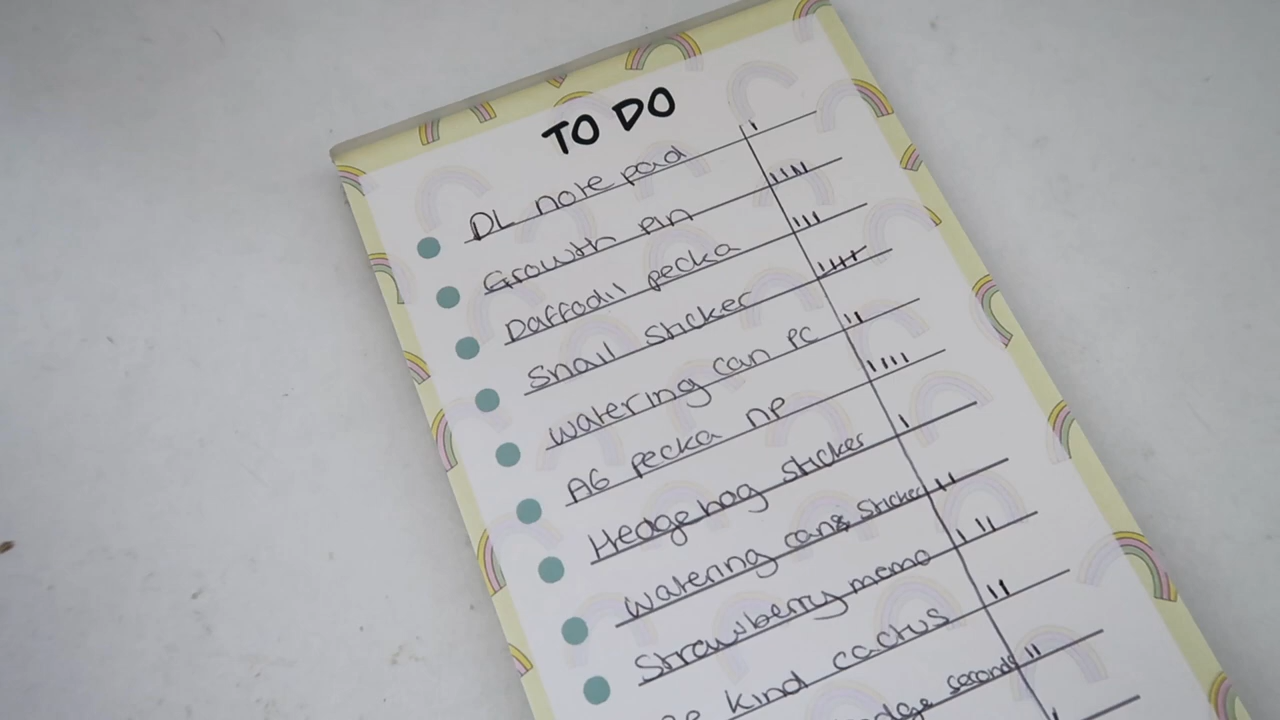 TO DO
DL note pad
Growth pin
Daffodil pecka
Snail Sticker
Watering can PC
A6 pecka np
Hedgehog sticker
Watering cans Sticker
Strawberry memo
kind cactus
seconds